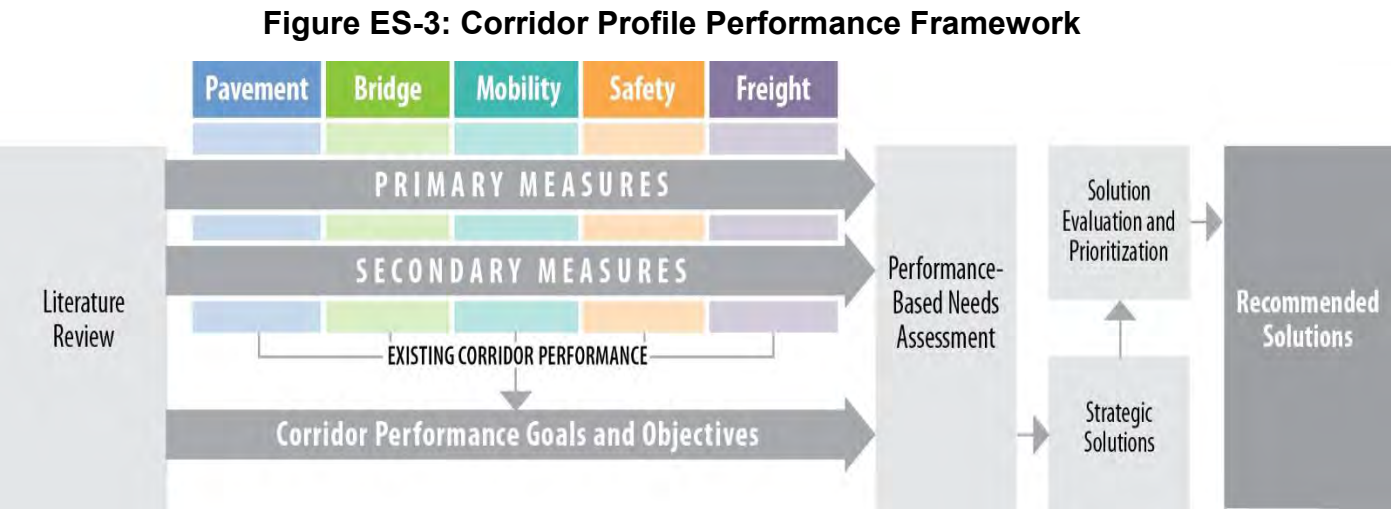 Figure ES-3: Corridor Profile Performance Framework
Pavement
Bridge
Mobility
Safety
Freight
Literature
Review
PRIMARY MEASURES
SECONDARY MEASURES
EXISTING CORRIDOR PERFORMANCE
Corridor Performance Goals and Objectives
Performance-
Based Needs
Assessment
Strategic
Solutions
Solution
Evaluation and
Prioritization
Recommended
Solutions